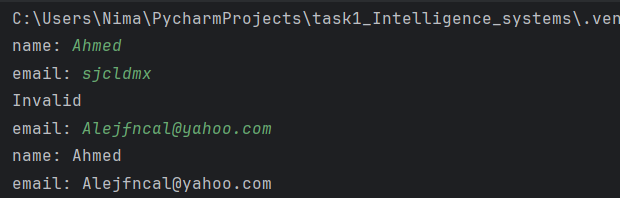 C:\Users\Nima\PycharmProjects\task1_Intelligence_systems\.ven
name: Ahmed
email: sjcldmx
Invalid
email: Alejfncal@yahoo.com
name: Ahmed
email: Alejfncal@yahoo.com